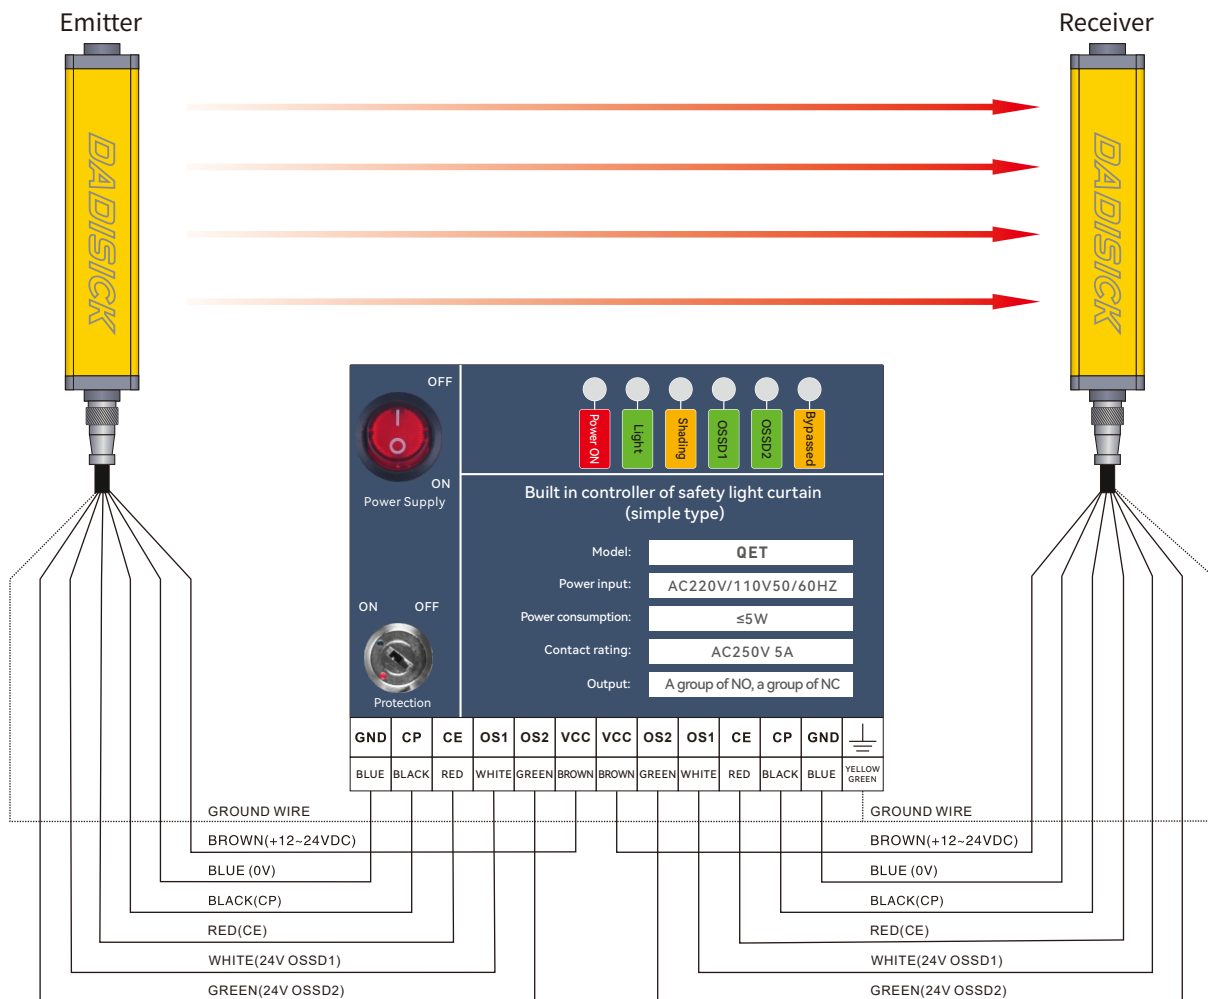 Emitter
Receiver
DADISICK
DADISICK
OFF
ON
Power Supply
ON OFF
Protection
Power ON
Light
Shading
OSSD1
OSSD2
Bypassed
Built in controller of safety light curtain
(simple type)
Model: QET
Power input: AC220V/110V50/60HZ
Power consumption: ≤5W
Contact rating: AC250V 5A
Output: A group of NO, a group of NC
GND CP CE OS1 OS2 VCC VCC OS2 OS1 CE CP GND
BLUE BLACK RED WHITE GREEN BROWN BROWN GREEN WHITE RED BLACK BLUE YELLOW
GREEN
GROUND WIRE GROUND WIRE
BROWN(+12~24VDC) BROWN(+12~24VDC)
BLUE (0V) BLUE (0V)
BLACK(CP) BLACK(CP)
RED(CE) RED(CE)
WHITE(24V OSSD1) WHITE(24V OSSD1)
GREEN(24V OSSD2) GREEN(24V OSSD2)